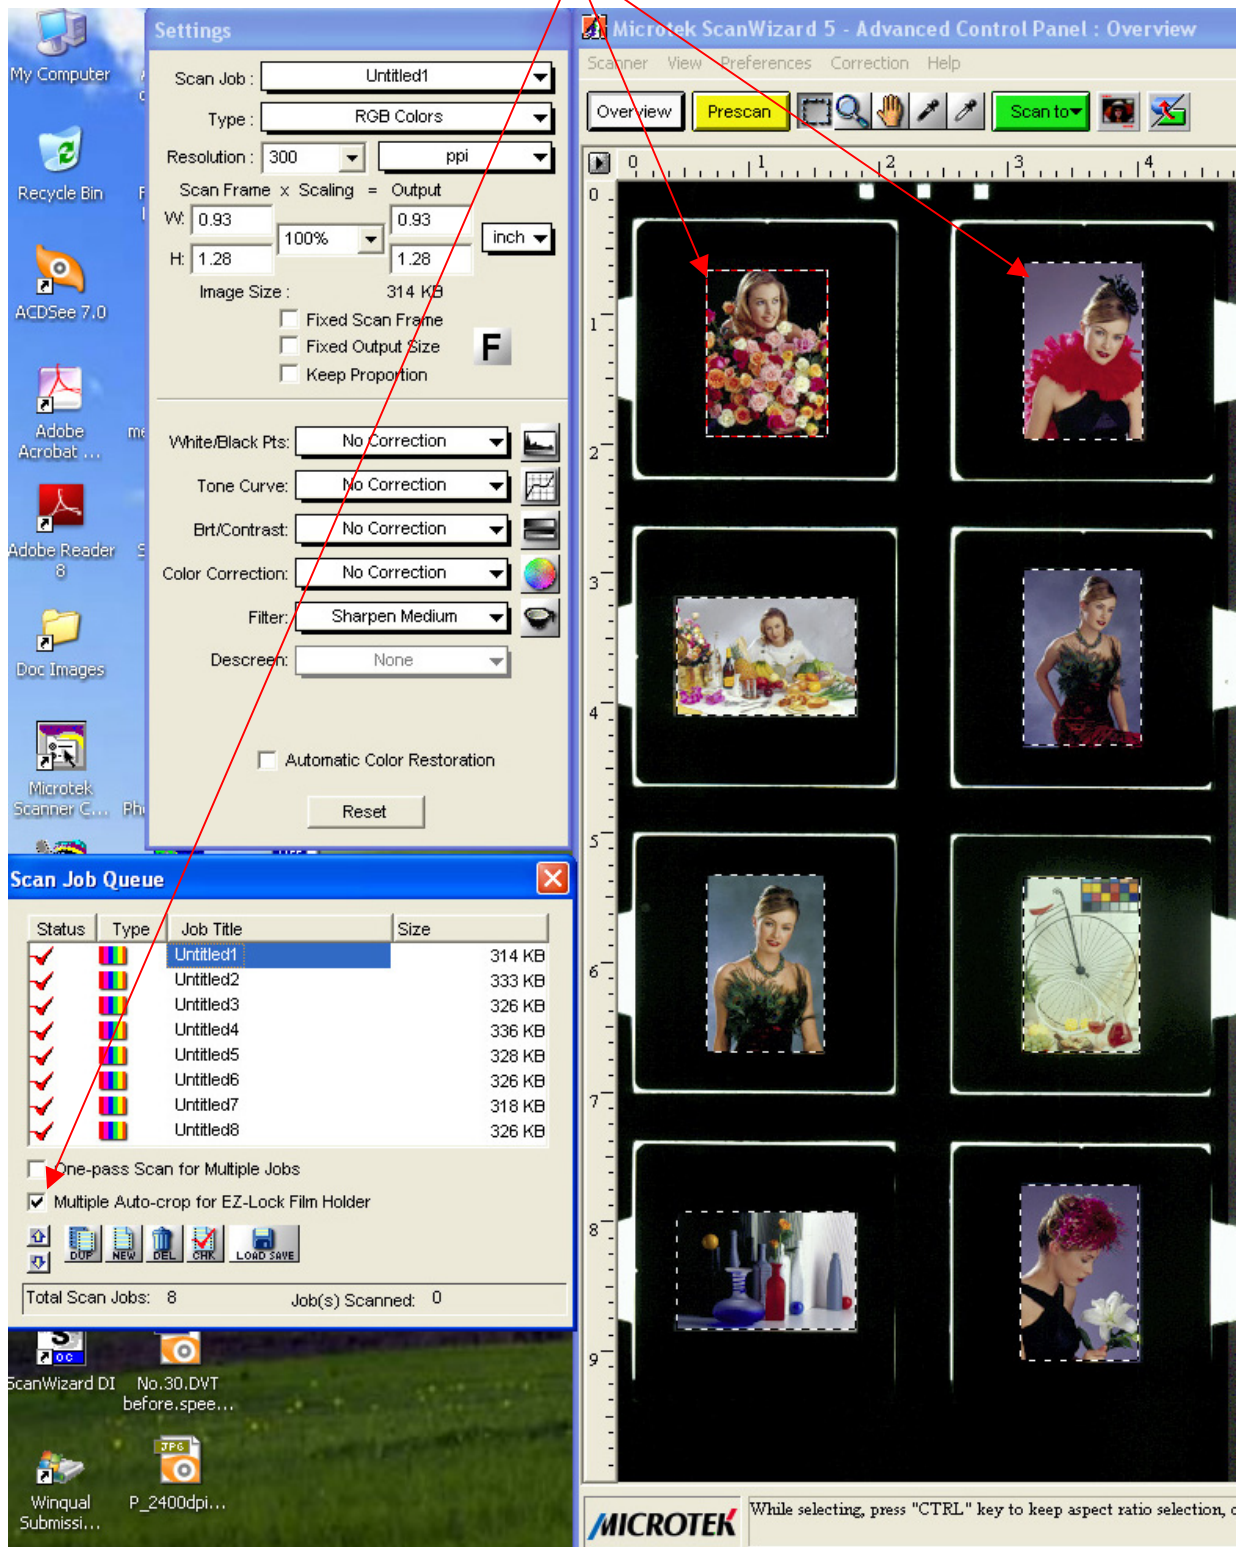 My Computer
Recycle Bin
ACDSee 7.0
Adobe
Acrobat ...
me
Adobe Reader
8
S
Doc Images
Microtek
Scanner C...
Pho
Settings
Scan Job : Untitled1
Type : RGB Colors
Resolution : 300 ppi
Scan Frame x Scaling = Output
W: 0.93 0.93
100% inch
H: 1.28 1.28
Image Size : 314 KB
Fixed Scan Frame
Fixed Output Size
F
Keep Proportion
White/Black Pts: No Correction
Tone Curve: No Correction
Brt/Contrast: No Correction
Color Correction: No Correction
Filter: Sharpen Medium
Descreen: None
Automatic Color Restoration
Reset
Scan Job Queue
Status Type Job Title Size
Untitled1 314 KB
Untitled2 333 KB
Untitled3 326 KB
Untitled4 336 KB
Untitled5 328 KB
Untitled6 326 KB
Untitled7 318 KB
Untitled8 326 KB
One-pass Scan for Multiple Jobs
Multiple Auto-crop for EZ-Lock Film Holder
DUP NEW DEL CHK LOAD SAVE
Total Scan Jobs: 8 Job(s) Scanned: 0
ScanWizard DI
No.30.DVT
before.spee...
JPG
Winqual
Submissi...
P_2400dpi...
Microtek ScanWizard 5 - Advanced Control Panel : Overview
Scanner View Preferences Correction Help
Overview Prescan Scan to
0 1 2 3 4
0
1
2
3
4
5
6
7
8
9
MICROTEK
While selecting, press "CTRL" key to keep aspect ratio selection,